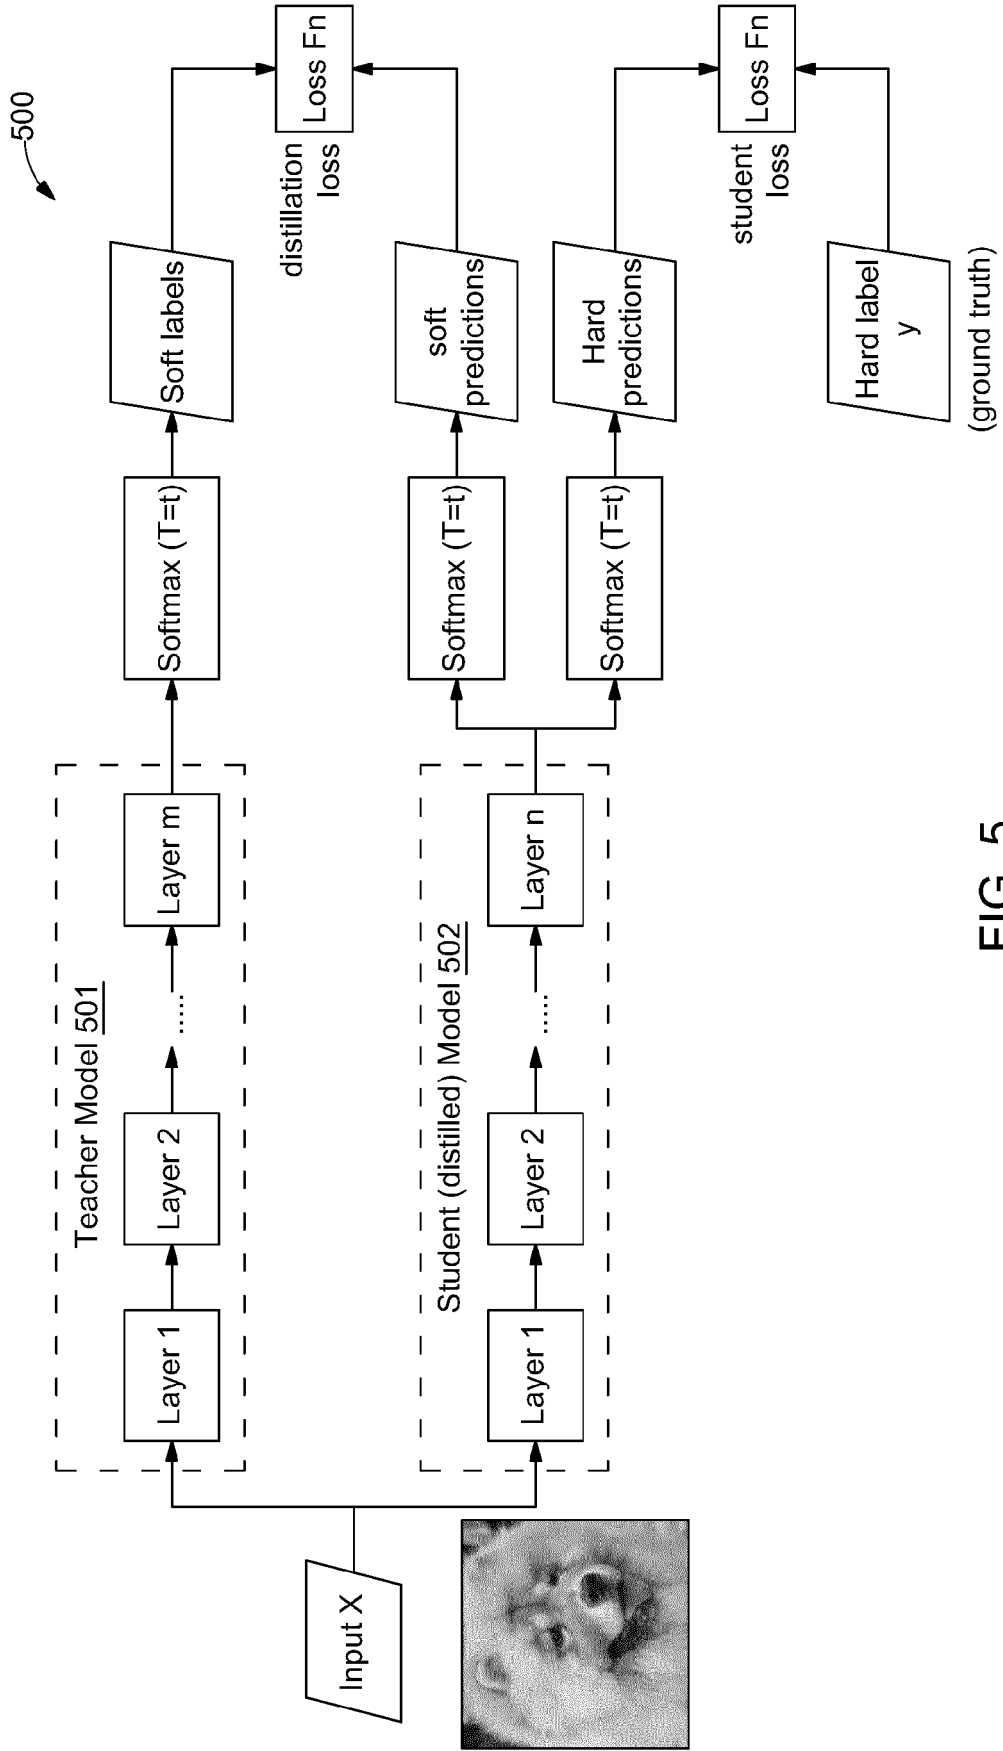 500
Input X
Teacher Model 501
Layer 1
Layer 2
.....
Layer m
Softmax (T=t)
Soft labels
distillation
loss
Loss Fn
Student (distilled) Model 502
Layer 1
Layer 2
.....
Layer n
Softmax (T=t)
soft
predictions
Softmax (T=t)
Hard
predictions
student
loss
Loss Fn
Hard label
y
(ground truth)
FIG. 5